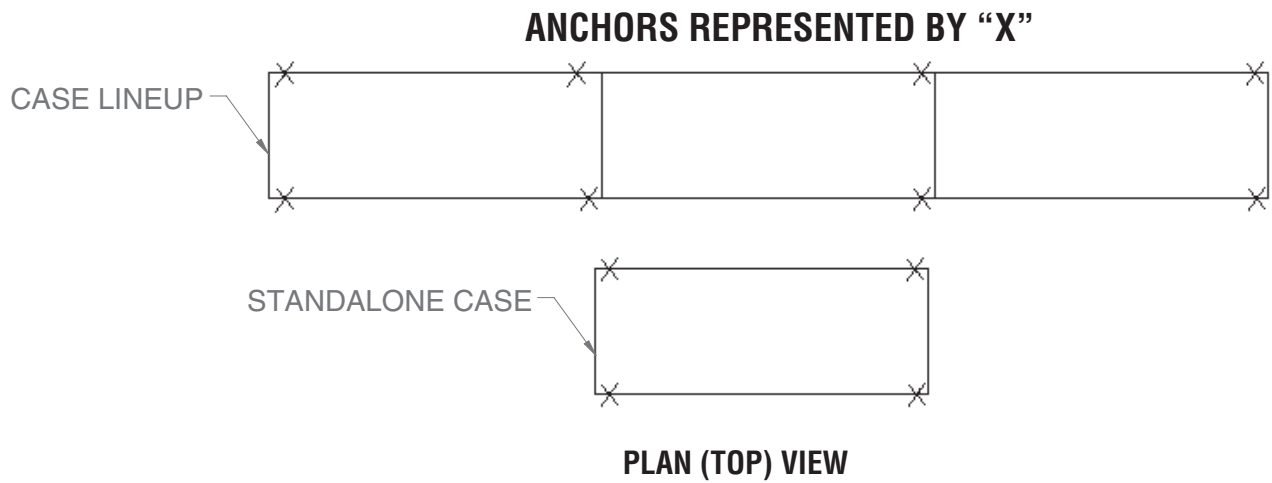 ANCHORS REPRESENTED BY “X”
CASE LINEUP
STANDALONE CASE
PLAN (TOP) VIEW